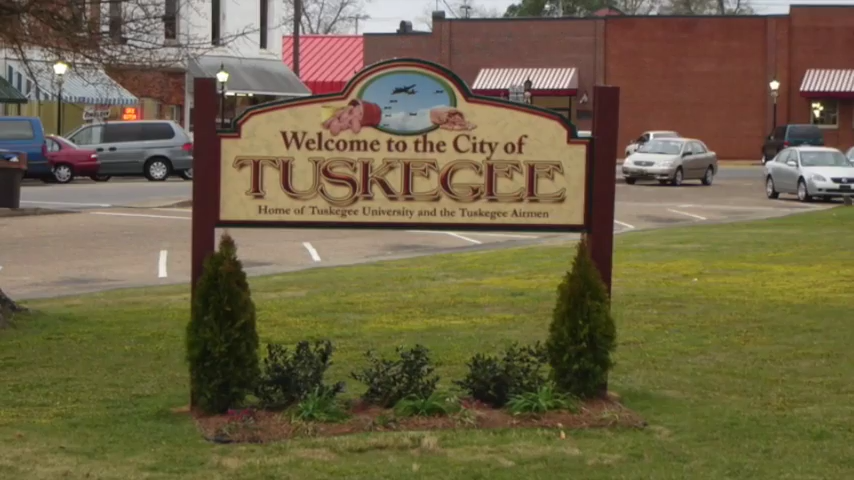 Welcome to the City of
TUSKEGEE
Home of Tuskegee University and the Tuskegee Airmen